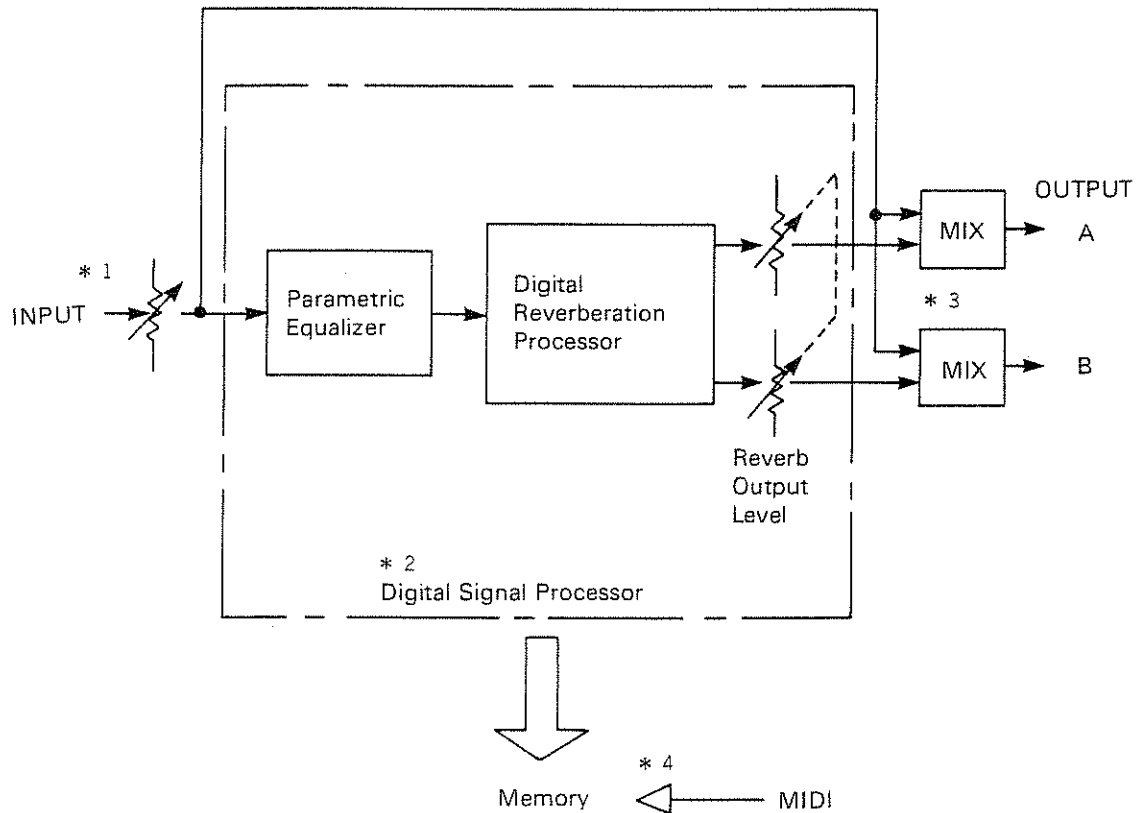 * 1
INPUT
Parametric
Equalizer
Digital
Reverberation
Processor
Reverb
Output
Level
* 2
Digital Signal Processor
OUTPUT
MIX
A
* 3
MIX
B
* 4
Memory
MIDI